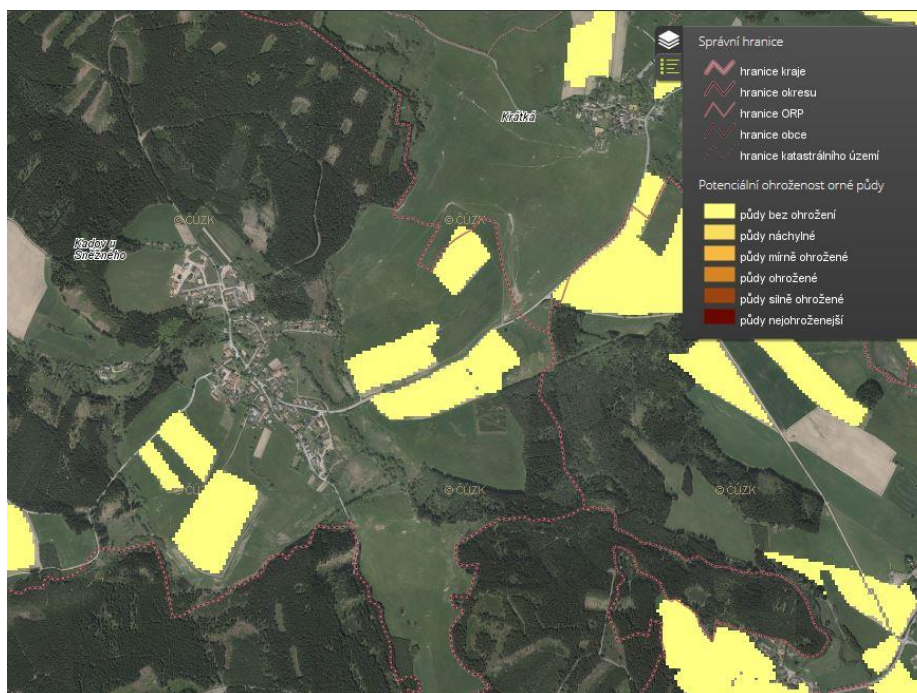 Správní hranice
hranice kraje
hranice okresu
hranice ORP
hranice obce
hranice katastrálního území
Potenciální ohroženost orné půdy
půdy bez ohrožení
půdy náchylné
půdy mírně ohrožené
půdy ohrožené
půdy silně ohrožené
půdy nejohroženejší
Krátká
© ČÚZK
© ČÚZK
Kadov u
Sněžného
© ČÚZK
© ČÚZK
© ČÚZK